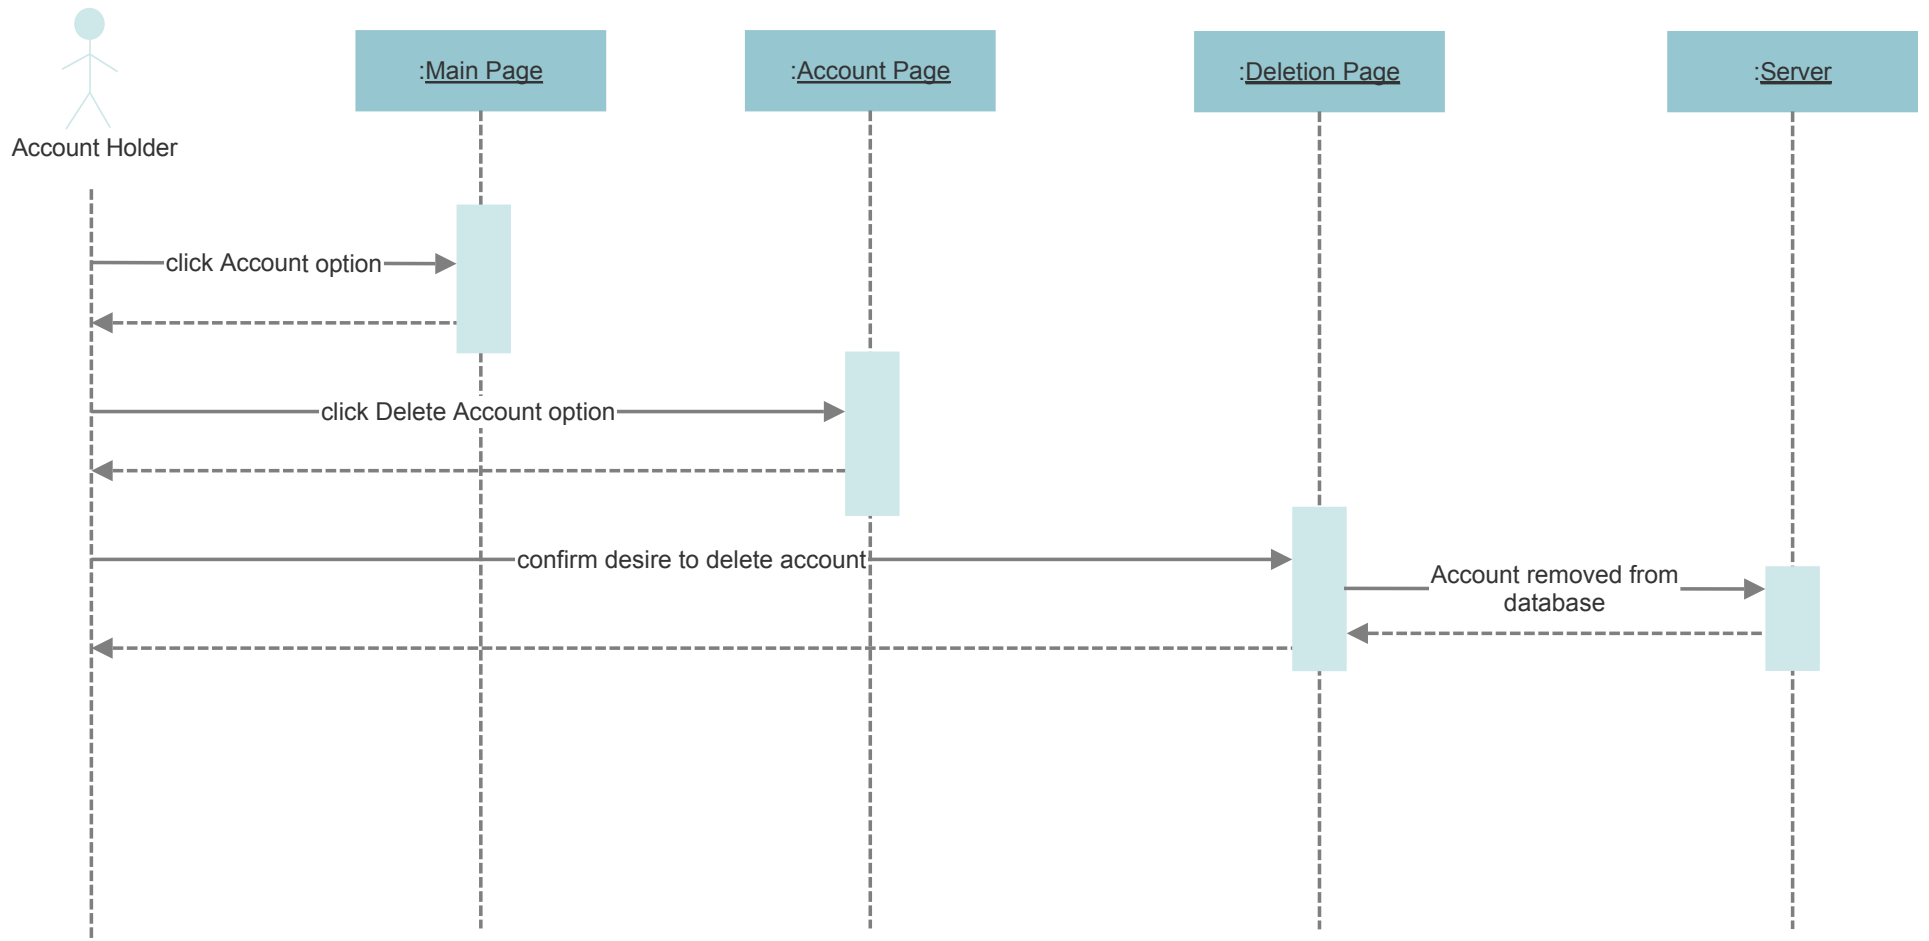 :Main Page
:Account Page
:Deletion Page
:Server
Account Holder
click Account option
click Delete Account option
confirm desire to delete account
Account removed from
database